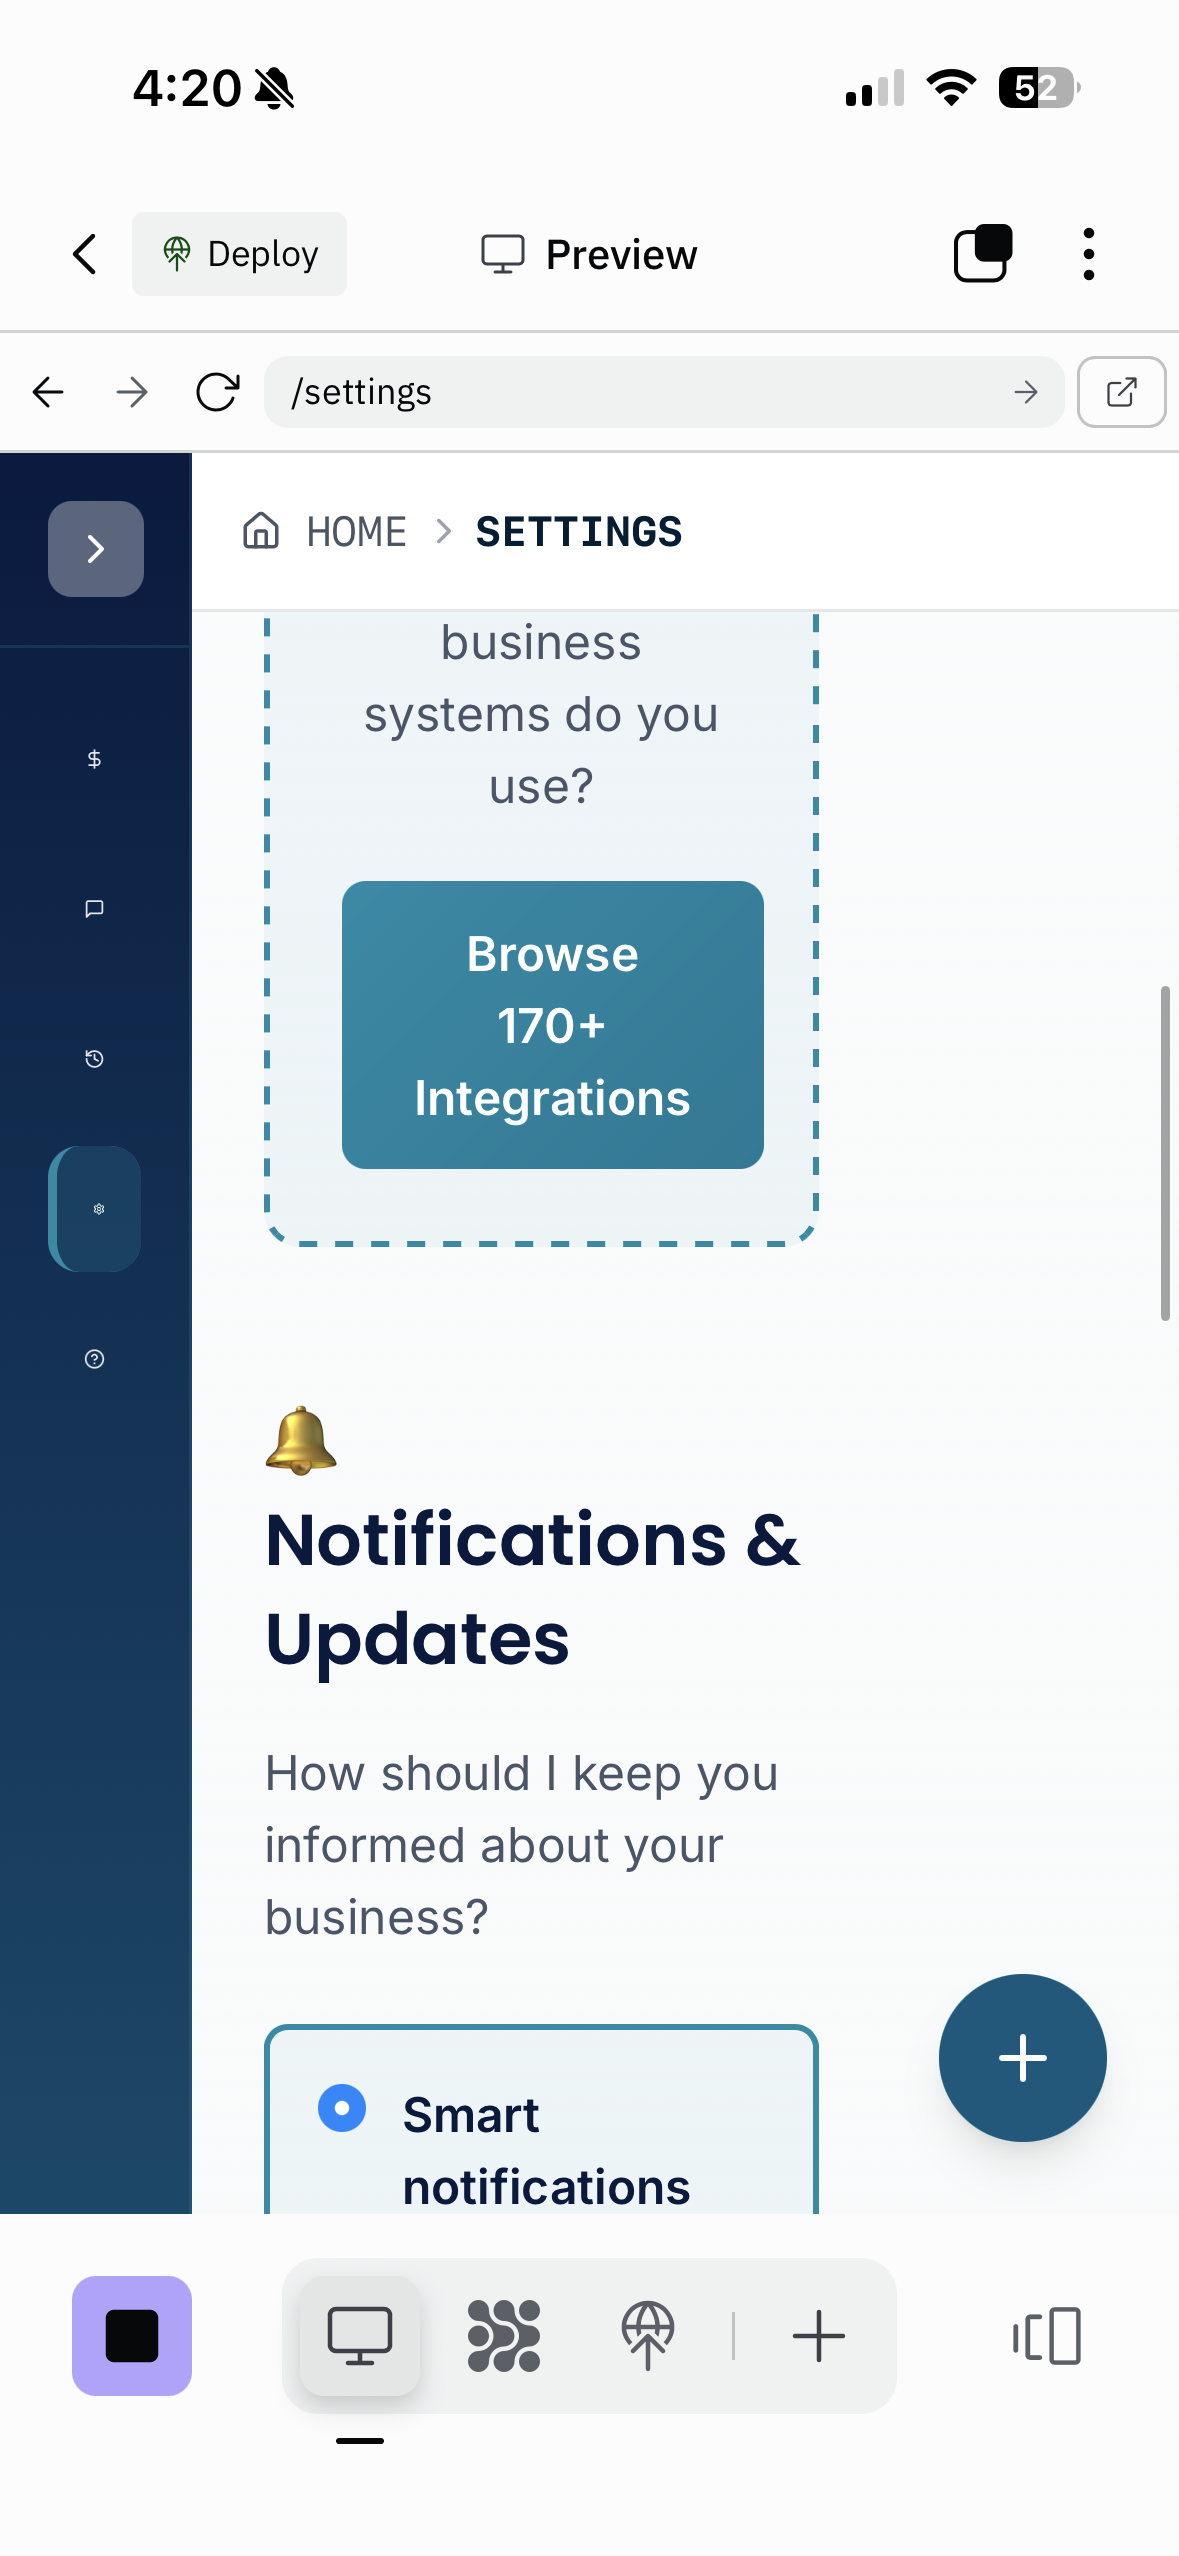 4:20
52
Deploy
Preview
/settings
HOME
SETTINGS
business
systems do you
use?
Browse
170+
Integrations
Notifications &
Updates
How should I keep you
informed about your
business?
Smart
notifications